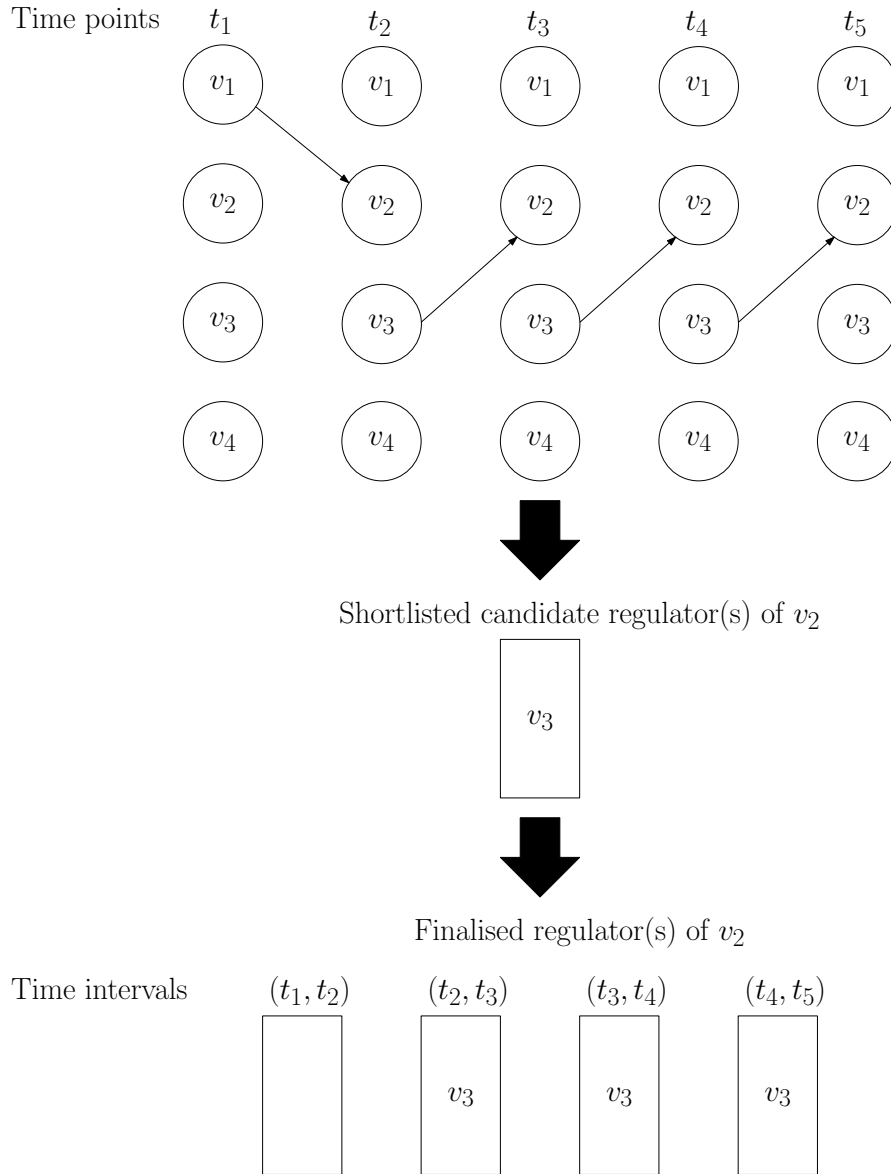 Time points t₁ t₂ t₃ t₄ t₅
v₁ v₁ v₁ v₁ v₁
v₂ v₂ v₂ v₂ v₂
v₃ v₃ v₃ v₃ v₃
v₄ v₄ v₄ v₄ v₄
Shortlisted candidate regulator(s) of v₂
v₃
Finalised regulator(s) of v₂
Time intervals (t₁, t₂) (t₂, t₃) (t₃, t₄) (t₄, t₅)
v₃ v₃ v₃